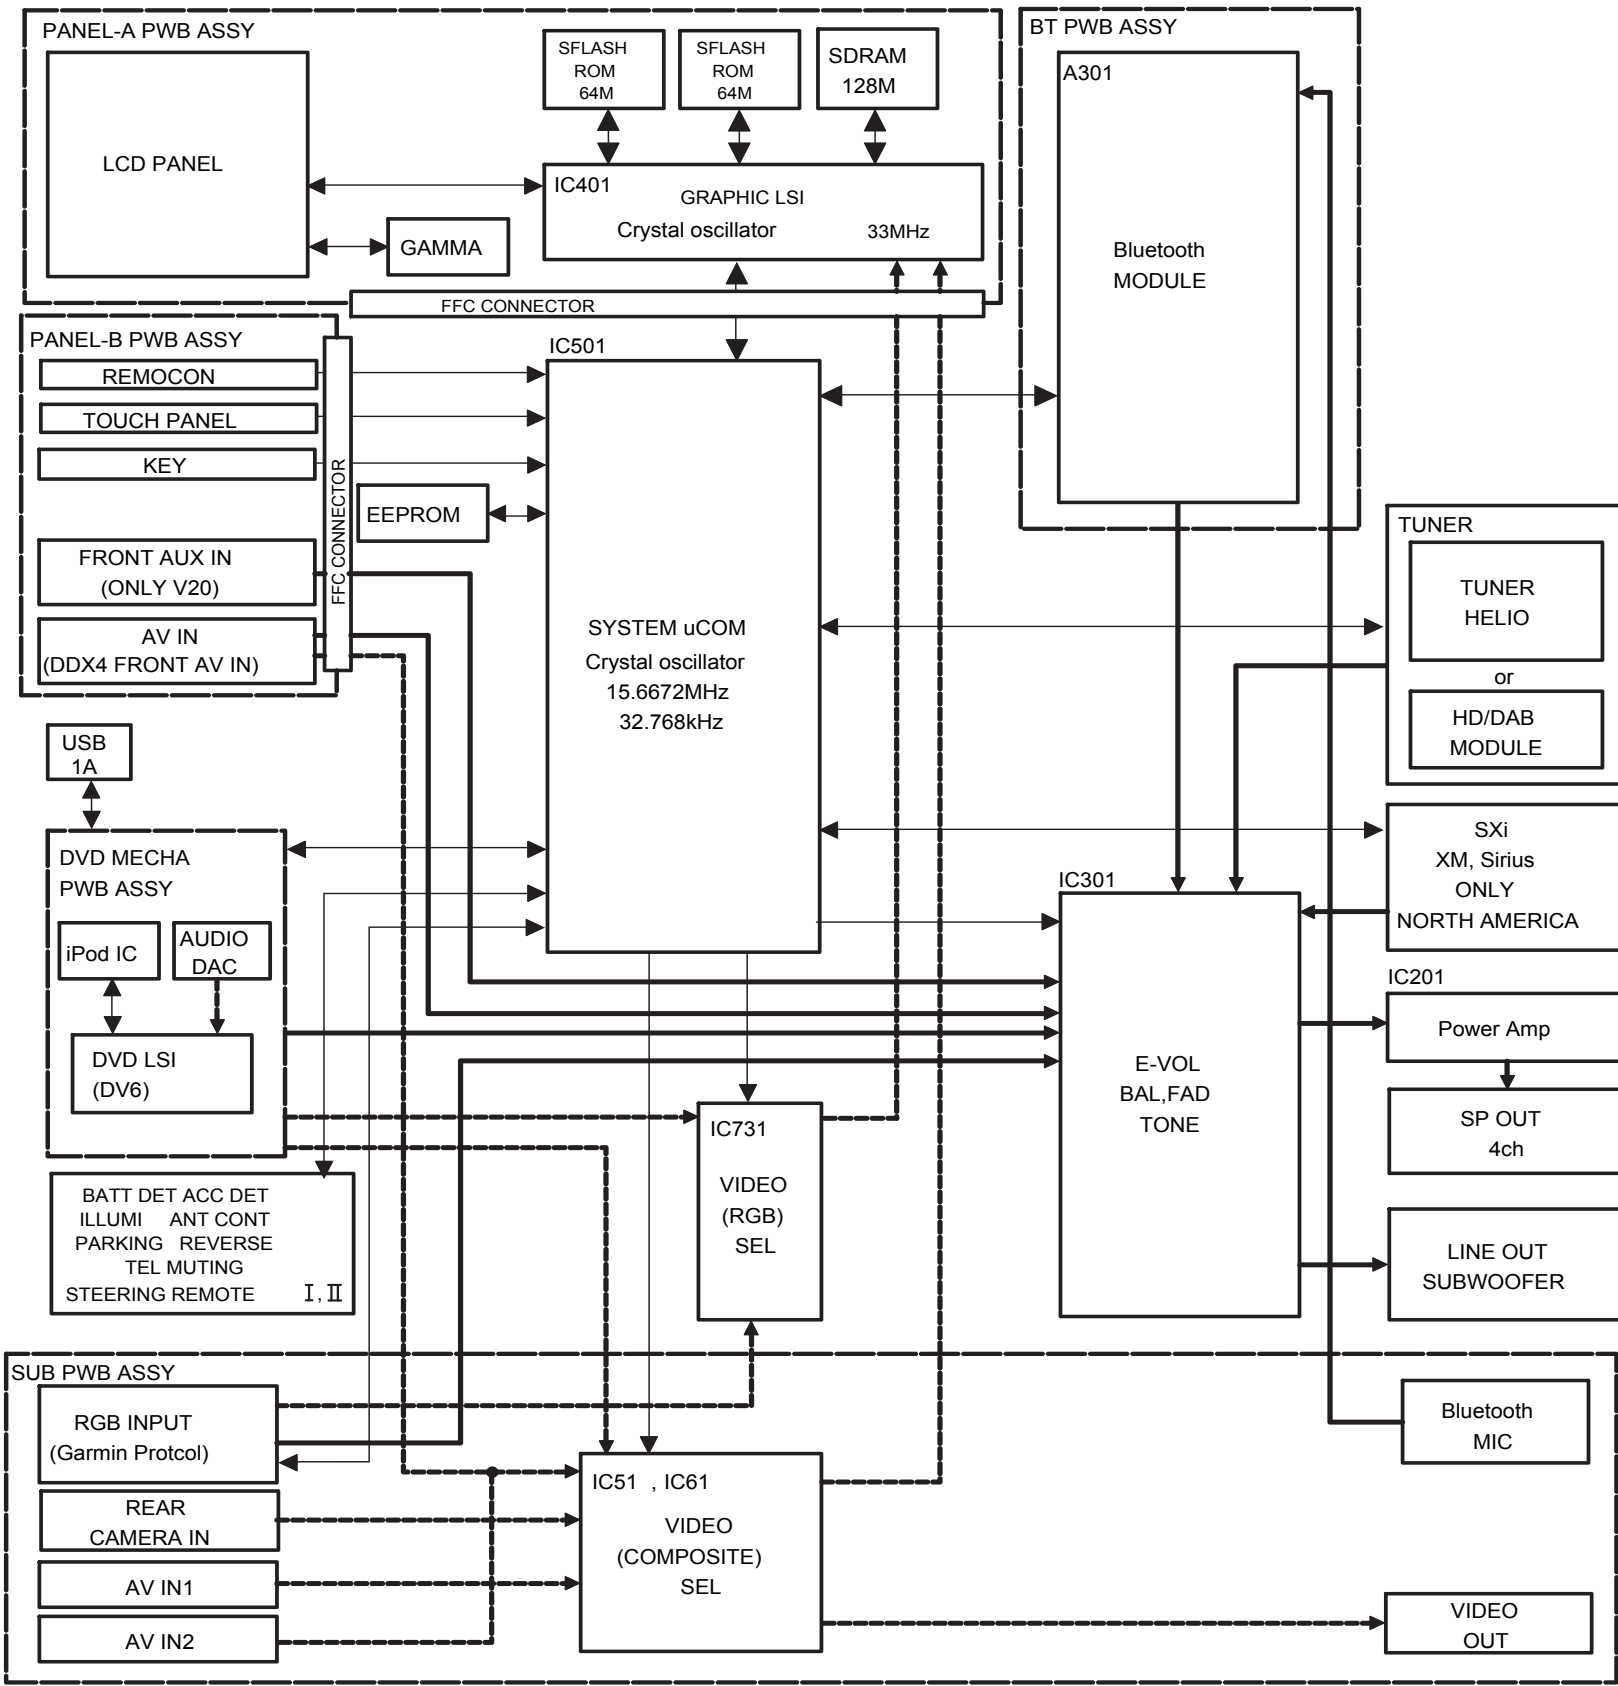 PANEL-A PWB ASSY
LCD PANEL
GAMMA
SFLASH
ROM
64M
SFLASH
ROM
64M
SDRAM
128M
IC401
GRAPHIC LSI
Crystal oscillator 33MHz
FFC CONNECTOR
BT PWB ASSY
A301
Bluetooth
MODULE
PANEL-B PWB ASSY
REMOCON
TOUCH PANEL
KEY
FRONT AUX IN
(ONLY V20)
AV IN
(DDX4 FRONT AV IN)
FFC CONNECTOR
EEPROM
IC501
SYSTEM uCOM
Crystal oscillator
15.6672MHz
32.768kHz
TUNER
TUNER
HELIO
or
HD/DAB
MODULE
USB
1A
DVD MECHA
PWB ASSY
iPod IC
AUDIO
DAC
DVD LSI
(DV6)
SXi
XM, Sirius
ONLY
NORTH AMERICA
IC301
E-VOL
BAL,FAD
TONE
IC201
Power Amp
SP OUT
4ch
LINE OUT
SUBWOOFER
IC731
VIDEO
(RGB)
SEL
BATT DET ACC DET
ILLUMI ANT CONT
PARKING REVERSE
TEL MUTING
STEERING REMOTE I, II
SUB PWB ASSY
RGB INPUT
(Garmin Protcol)
REAR
CAMERA IN
AV IN1
AV IN2
IC51 , IC61
VIDEO
(COMPOSITE)
SEL
Bluetooth
MIC
VIDEO
OUT